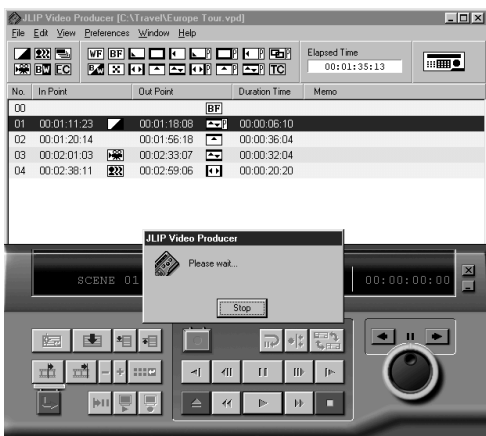 JLIP Video Producer [C:\Travel\Europe Tour.vpd]
File Edit View Preferences Window Help
WF BF P P P Elapsed Time
BW EC P P TC 00:01:35:13
No. In Point Out Point Duration Time Memo
00 BF
01 00:01:11:23 00:01:18:08 P 00:00:06:10
02 00:01:20:14 00:01:56:18 00:00:36:04
03 00:02:01:03 00:02:33:07 00:00:32:04
04 00:02:38:11 00:02:59:06 00:00:20:20
JLIP Video Producer
Please wait...
Stop
SCENE 01 00:00:00:00